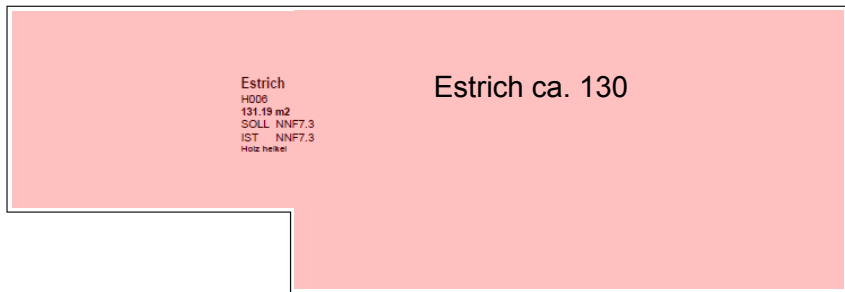 Estrich
H006
131.19 m2
SOLL NNF7.3
IST NNF7.3
Holz heikel
Estrich ca. 130